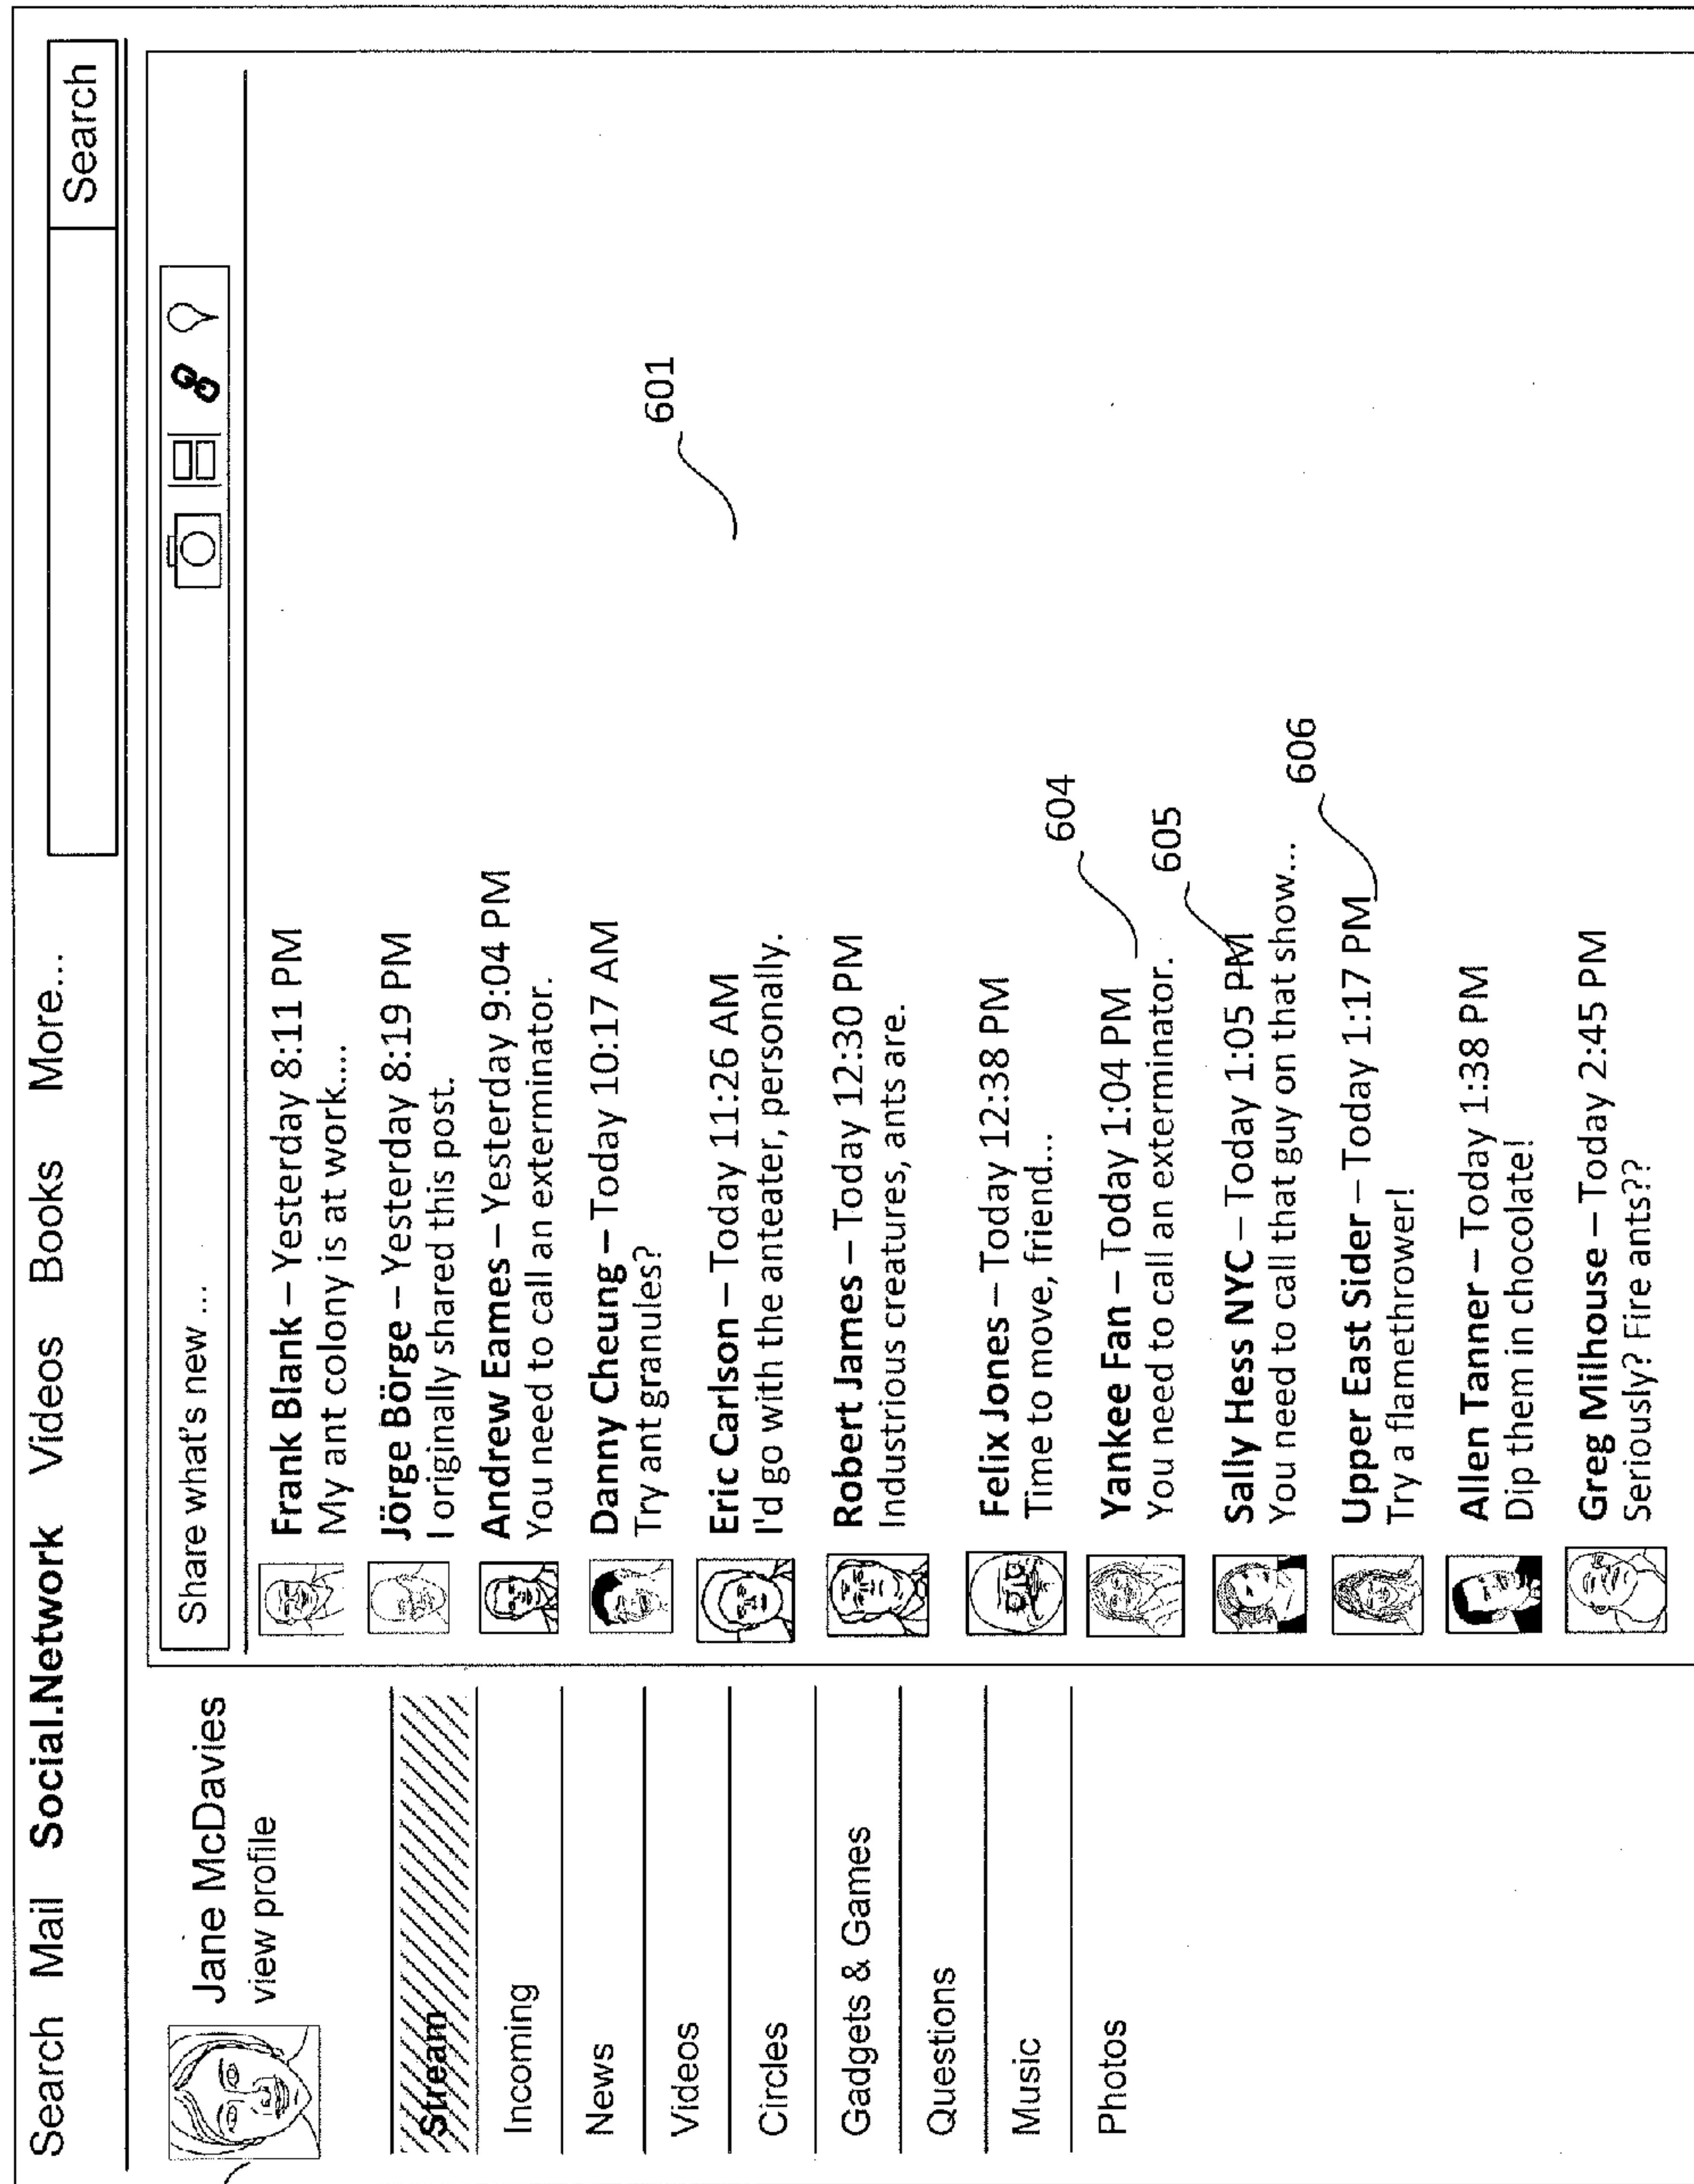 Search Mail Social.Network Videos Books More...
Search
Jane McDavies
view profile
Stream
Incoming
News
Videos
Circles
Gadgets & Games
Questions
Music
Photos
Share what's new ...
Frank Blank – Yesterday 8:11 PM
My ant colony is at work....
Jörge Börge – Yesterday 8:19 PM
I originally shared this post.
Andrew Eames – Yesterday 9:04 PM
You need to call an exterminator.
Danny Cheung – Today 10:17 AM
Try ant granules?
Eric Carlson – Today 11:26 AM
I'd go with the anteater, personally.
Robert James – Today 12:30 PM
Industrious creatures, ants are.
Felix Jones – Today 12:38 PM
Time to move, friend...
Yankee Fan – Today 1:04 PM
You need to call an exterminator.
Sally Hess NYC – Today 1:05 PM
You need to call that guy on that show...
Upper East Sider – Today 1:17 PM
Try a flamethrower!
Allen Tanner – Today 1:38 PM
Dip them in chocolate!
Greg Milhouse – Today 2:45 PM
Seriously? Fire ants??
601
604
605
606